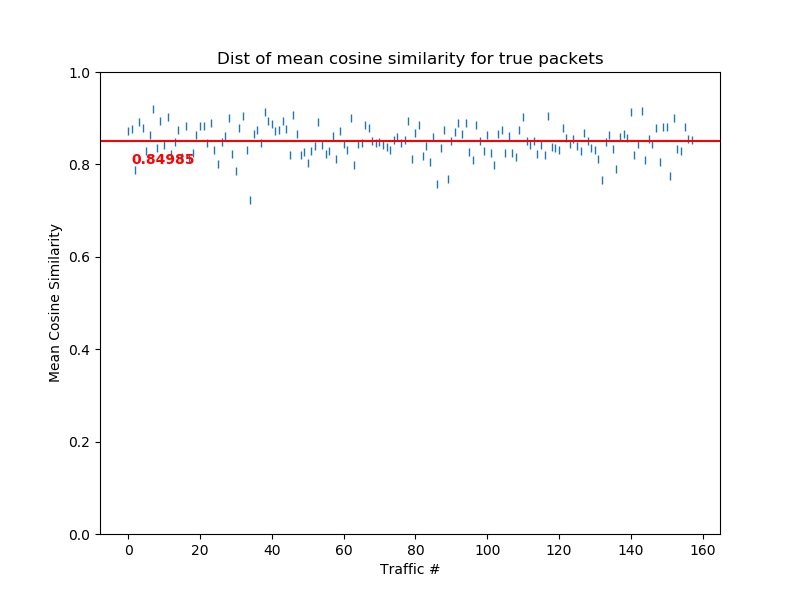 Dist of mean cosine similarity for true packets
1.0
0.8
0.6
0.4
0.2
0.0
Mean Cosine Similarity
0.84985
0 20 40 60 80 100 120 140 160
Traffic #